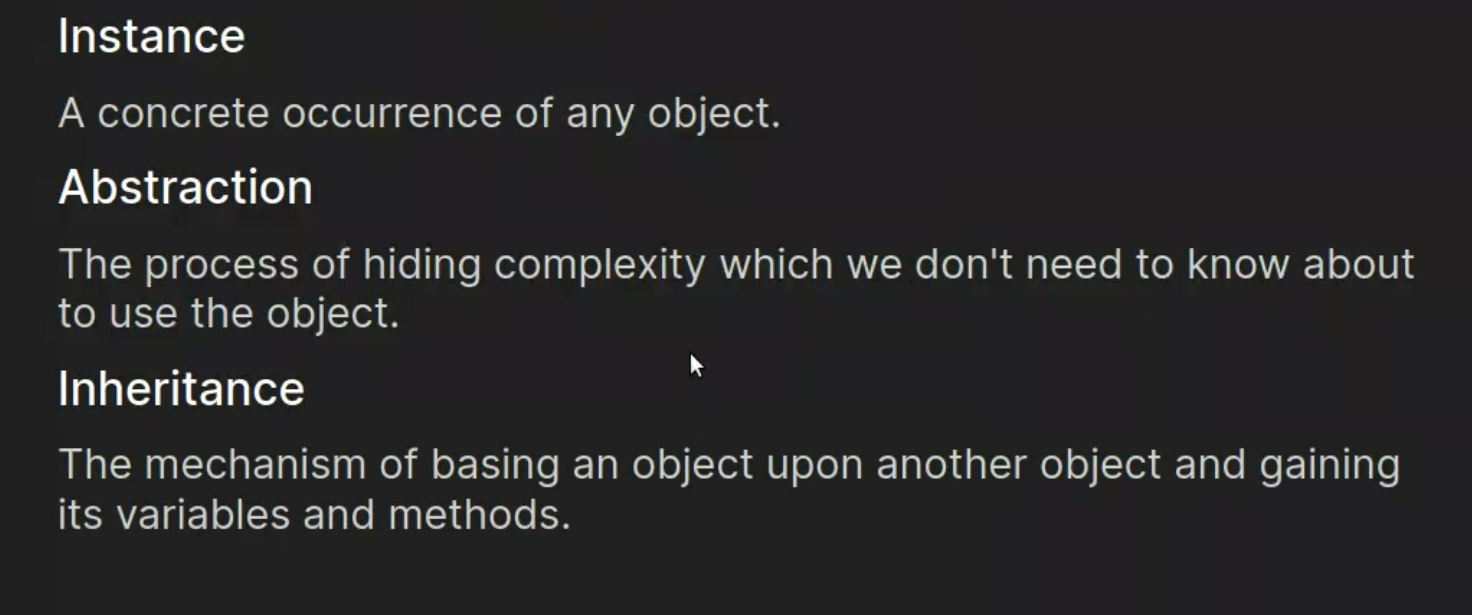 Instance
A concrete occurrence of any object.
Abstraction
The process of hiding complexity which we don't need to know about
to use the object.
Inheritance
The mechanism of basing an object upon another object and gaining
its variables and methods.